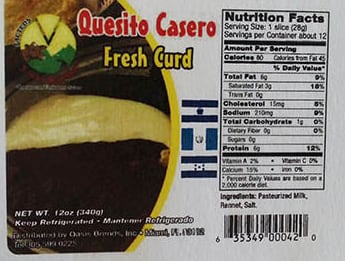 LACTEOS
V
Quesito Casero
Fresh Curd
NET WT. 12oz (340g)
Keep Refrigerated - Mantener Refrigerado
Distributed by Oasis Brands, Inc • Miami, FL
Nutrition Facts
Serving Size: 1 slice (28g)
Servings per Container about 12
Amount Per Serving
Calories 80 Calories from Fat 45
% Daily Value*
Total Fat 6g 9%
Saturated Fat 3g 18%
Trans Fat 0g
Cholesterol 15mg 5%
Sodium 210mg 9%
Total Carbohydrate 1g 0%
Dietary Fiber 0g 0%
Sugars 0g
Protein 6g 12%
Vitamin A 2% • Vitamin C 0%
Calcium 15% • Iron 0%
* Percent Daily Values are based on a
2,000 calorie diet.
Ingredients: Pasteurized Milk,
Rennet, Salt.
6 35349 00042 0